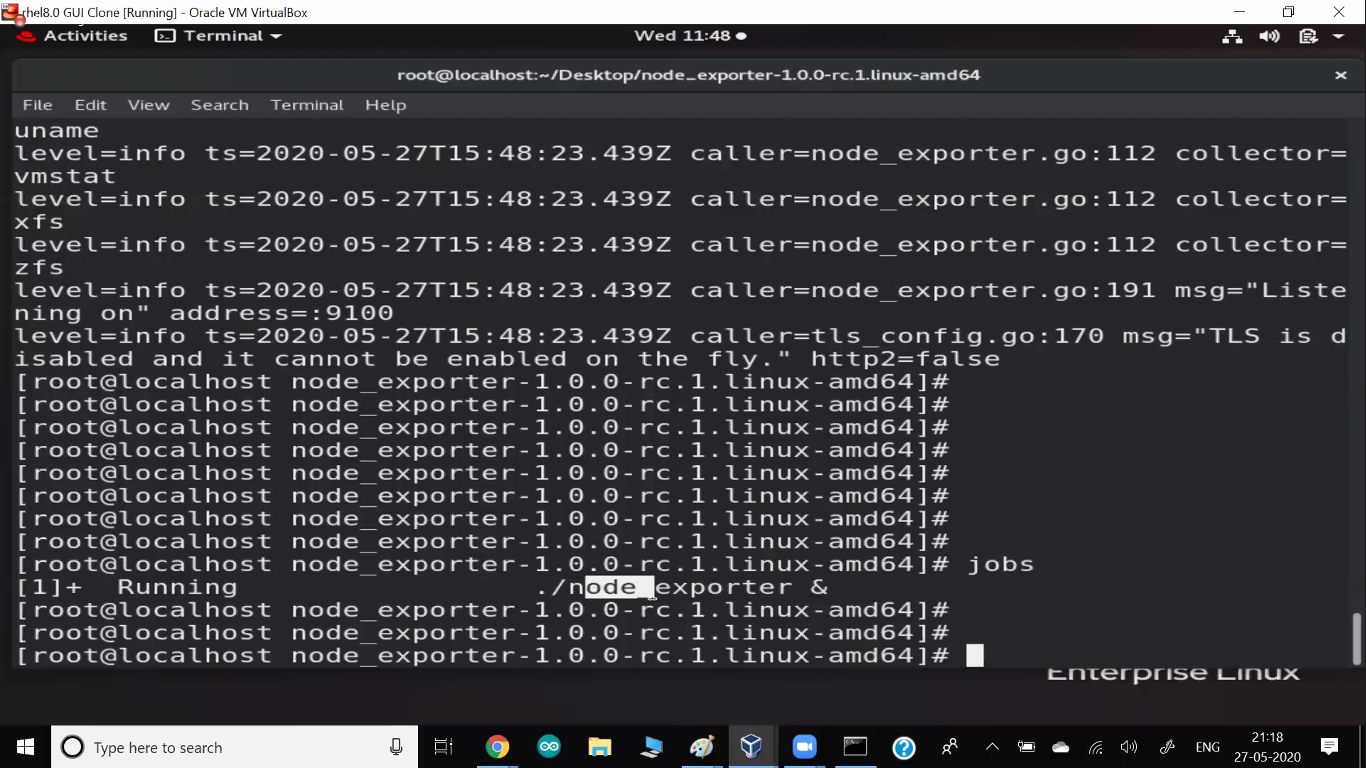 rhel8.0 GUI Clone [Running] - Oracle VM VirtualBox
Activities Terminal Wed 11:48
root@localhost:~/Desktop/node_exporter-1.0.0-rc.1.linux-amd64
File Edit View Search Terminal Help
uname
level=info ts=2020-05-27T15:48:23.439Z caller=node_exporter.go:112 collector=
vmstat
level=info ts=2020-05-27T15:48:23.439Z caller=node_exporter.go:112 collector=
xfs
level=info ts=2020-05-27T15:48:23.439Z caller=node_exporter.go:112 collector=
zfs
level=info ts=2020-05-27T15:48:23.439Z caller=node_exporter.go:191 msg="Liste
ning on" address=:9100
level=info ts=2020-05-27T15:48:23.439Z caller=tls_config.go:170 msg="TLS is d
isabled and it cannot be enabled on the fly." http2=false
[root@localhost node_exporter-1.0.0-rc.1.linux-amd64]#
[root@localhost node_exporter-1.0.0-rc.1.linux-amd64]#
[root@localhost node_exporter-1.0.0-rc.1.linux-amd64]#
[root@localhost node_exporter-1.0.0-rc.1.linux-amd64]#
[root@localhost node_exporter-1.0.0-rc.1.linux-amd64]#
[root@localhost node_exporter-1.0.0-rc.1.linux-amd64]#
[root@localhost node_exporter-1.0.0-rc.1.linux-amd64]#
[root@localhost node_exporter-1.0.0-rc.1.linux-amd64]#
[root@localhost node_exporter-1.0.0-rc.1.linux-amd64]# jobs
[1]+ Running ./node_exporter &
[root@localhost node_exporter-1.0.0-rc.1.linux-amd64]#
[root@localhost node_exporter-1.0.0-rc.1.linux-amd64]#
[root@localhost node_exporter-1.0.0-rc.1.linux-amd64]#
Enterprise Linux
Type here to search
ENG
21:18
27-05-2020